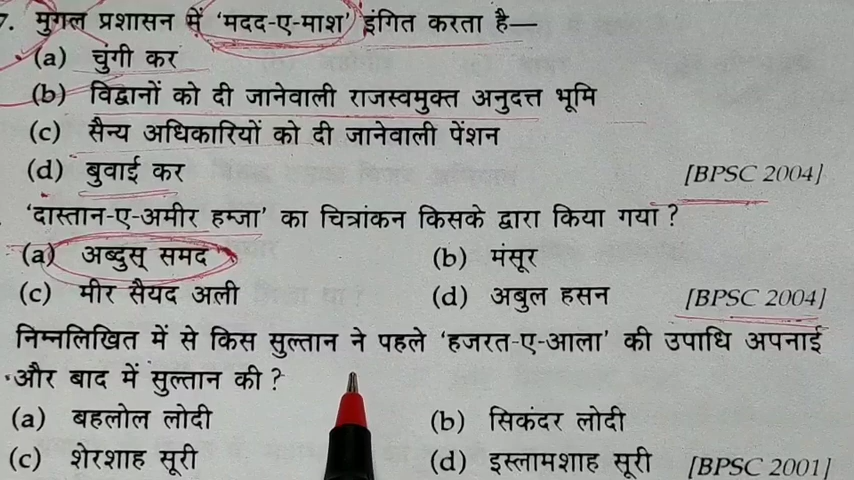 7. मुगल प्रशासन में ‘मदद-ए-माश’ इंगित करता है—
(a) चुंगी कर
(b) विद्वानों को दी जानेवाली राजस्वमुक्त अनुदत्त भूमि
(c) सैन्य अधिकारियों को दी जानेवाली पेंशन
(d) बुवाई कर [BPSC 2004]
‘दास्तान-ए-अमीर हम्जा’ का चित्रांकन किसके द्वारा किया गया ?
(a) अब्दुस् समद (b) मंसूर
(c) मीर सैयद अली (d) अबुल हसन [BPSC 2004]
निम्नलिखित में से किस सुल्तान ने पहले ‘हजरत-ए-आला’ की उपाधि अपनाई
और बाद में सुल्तान की ?
(a) बहलोल लोदी (b) सिकंदर लोदी
(c) शेरशाह सूरी (d) इस्लामशाह सूरी [BPSC 2001]